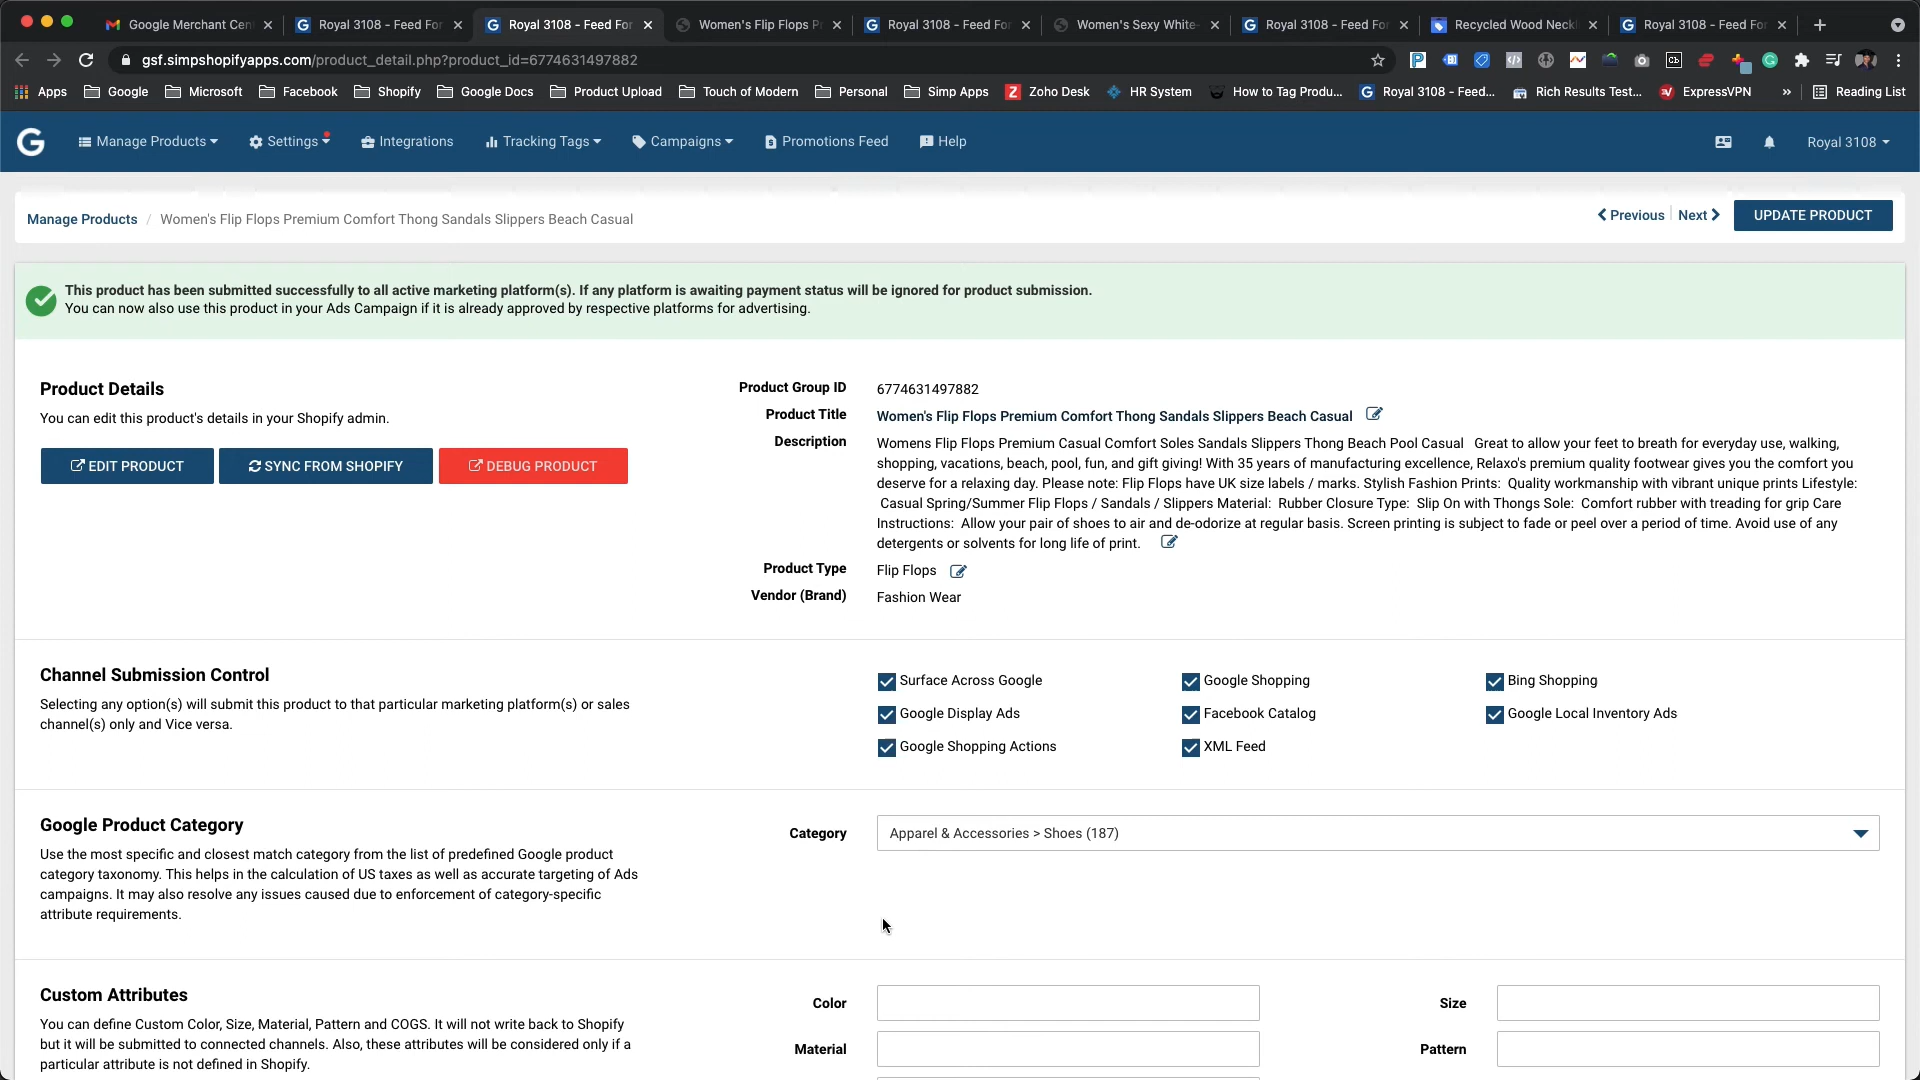 Google Merchant Cen
Royal 3108 - Feed For
Royal 3108 - Feed For
Women's Flip Flops P
Royal 3108 - Feed For
Women's Sexy White-
Royal 3108 - Feed For
Recycled Wood Neckl
Royal 3108 - Feed For
gsf.simpshopifyapps.com/product_detail.php?product_id=6774631497882
Apps Google Microsoft Facebook Shopify Google Docs Product Upload Touch of Modern Personal Simp Apps Zoho Desk HR System How to Tag Produ... Royal 3108 - Feed... Rich Results Test... ExpressVPN » Reading List
G Manage Products Settings Integrations Tracking Tags Campaigns Promotions Feed Help Royal 3108
Manage Products / Women's Flip Flops Premium Comfort Thong Sandals Slippers Beach Casual
Previous Next UPDATE PRODUCT
This product has been submitted successfully to all active marketing platform(s). If any platform is awaiting payment status will be ignored for product submission.
You can now also use this product in your Ads Campaign if it is already approved by respective platforms for advertising.
Product Details
You can edit this product's details in your Shopify admin.
EDIT PRODUCT SYNC FROM SHOPIFY DEBUG PRODUCT
Product Group ID 6774631497882
Product Title Women's Flip Flops Premium Comfort Thong Sandals Slippers Beach Casual
Description Womens Flip Flops Premium Casual Comfort Soles Sandals Slippers Thong Beach Pool Casual Great to allow your feet to breath for everyday use, walking,
shopping, vacations, beach, pool, fun, and gift giving! With 35 years of manufacturing excellence, Relaxo's premium quality footwear gives you the comfort you
deserve for a relaxing day. Please note: Flip Flops have UK size labels / marks. Stylish Fashion Prints: Quality workmanship with vibrant unique prints Lifestyle:
Casual Spring/Summer Flip Flops / Sandals / Slippers Material: Rubber Closure Type: Slip On with Thongs Sole: Comfort rubber with treading for grip Care
Instructions: Allow your pair of shoes to air and de-odorize at regular basis. Screen printing is subject to fade or peel over a period of time. Avoid use of any
detergents or solvents for long life of print.
Product Type Flip Flops
Vendor (Brand) Fashion Wear
Channel Submission Control
Selecting any option(s) will submit this product to that particular marketing platform(s) or sales
channel(s) only and Vice versa.
Surface Across Google Google Shopping Bing Shopping
Google Display Ads Facebook Catalog Google Local Inventory Ads
Google Shopping Actions XML Feed
Google Product Category
Use the most specific and closest match category from the list of predefined Google product
category taxonomy. This helps in the calculation of US taxes as well as accurate targeting of Ads
campaigns. It may also resolve any issues caused due to enforcement of category-specific
attribute requirements.
Category Apparel & Accessories > Shoes (187)
Custom Attributes
You can define Custom Color, Size, Material, Pattern and COGS. It will not write back to Shopify
but it will be submitted to connected channels. Also, these attributes will be considered only if a
particular attribute is not defined in Shopify.
Color Size
Material Pattern